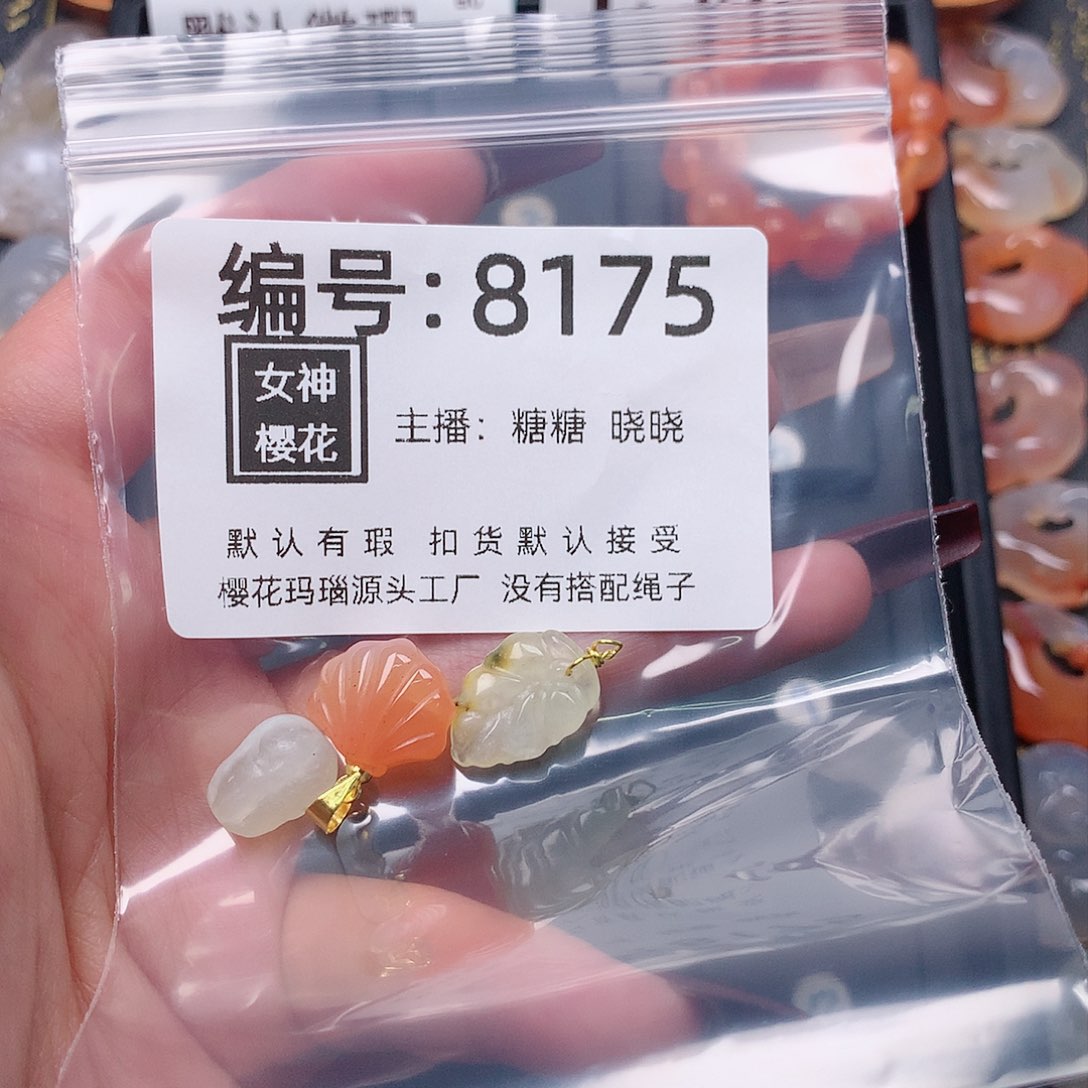 编号：8175
女神
樱花
主播：糖糖 晓晓
默认有瑕 扣货默认接受
樱花玛瑙源头工厂 没有搭配绳子